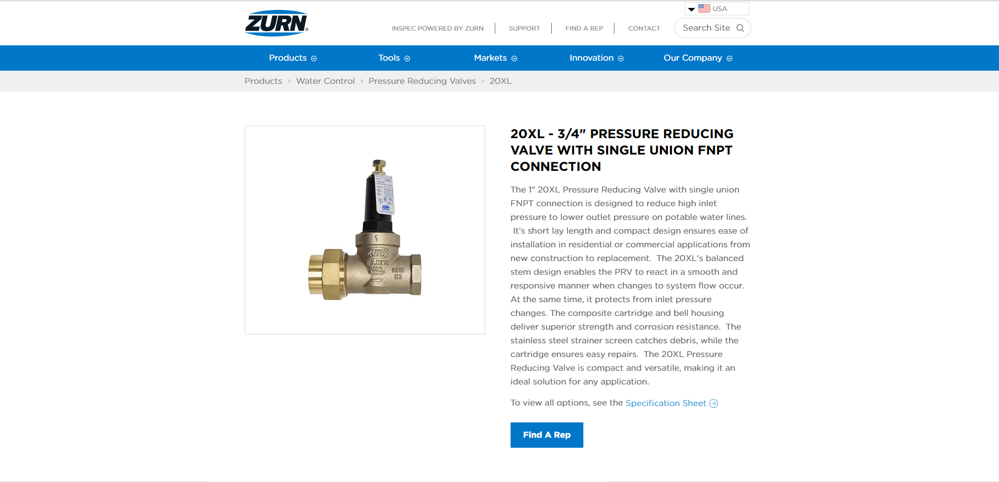 USA
ZURN®
INSPEC POWERED BY ZURN
SUPPORT
FIND A REP
CONTACT
Search Site
Products
Tools
Markets
Innovation
Our Company
Products › Water Control › Pressure Reducing Valves › 20XL
20XL - 3/4" PRESSURE REDUCING
VALVE WITH SINGLE UNION FNPT
CONNECTION
The 1" 20XL Pressure Reducing Valve with single union
FNPT connection is designed to reduce high inlet
pressure to lower outlet pressure on potable water lines.
It’s short lay length and compact design ensures ease of
installation in residential or commercial applications from
new construction to replacement. The 20XL's balanced
stem design enables the PRV to react in a smooth and
responsive manner when changes to system flow occur.
At the same time, it protects from inlet pressure
changes. The composite cartridge and bell housing
deliver superior strength and corrosion resistance. The
stainless steel strainer screen catches debris, while the
cartridge ensures easy repairs. The 20XL Pressure
Reducing Valve is compact and versatile, making it an
ideal solution for any application.
To view all options, see the Specification Sheet
Find A Rep
20XL
ZURN
1
ZURN
WILKINS
20XL
H3